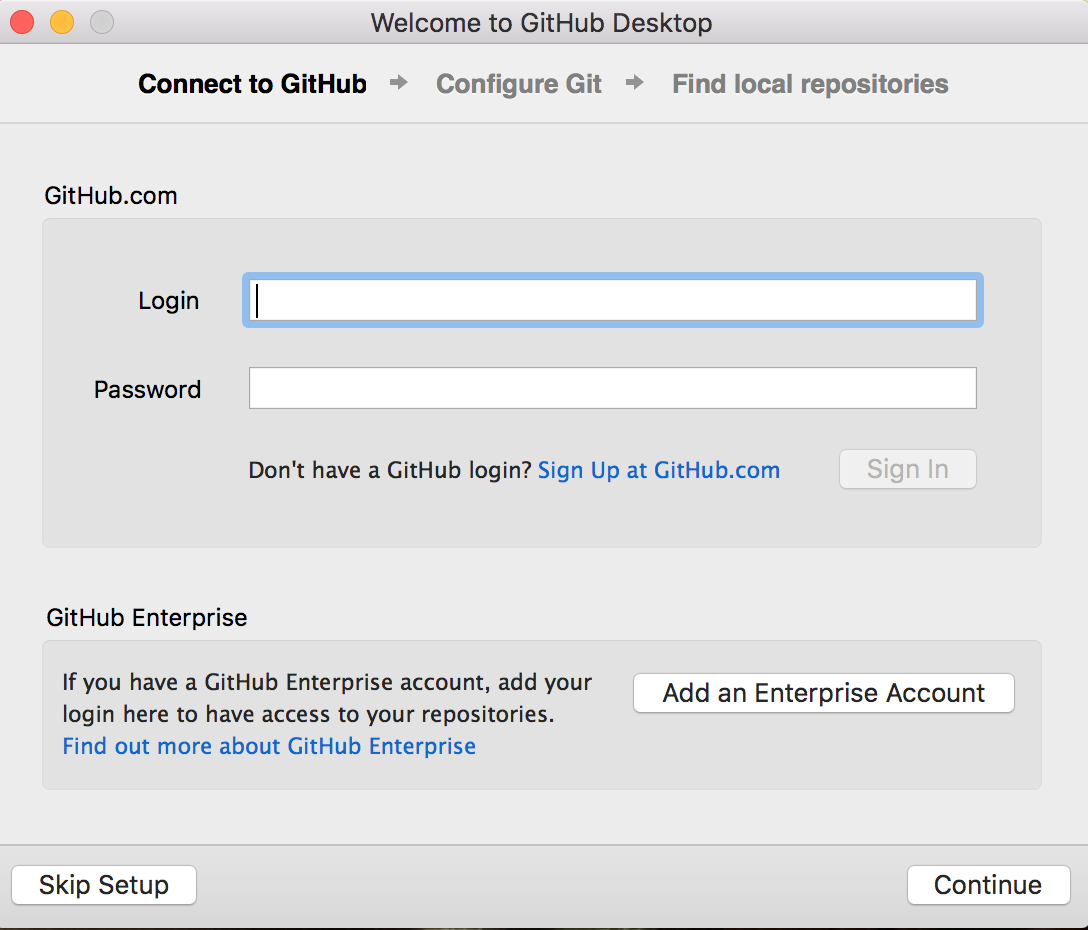 Welcome to GitHub Desktop
Connect to GitHub
Configure Git
Find local repositories
GitHub.com
Login
Password
Don't have a GitHub login? Sign Up at GitHub.com
Sign In
GitHub Enterprise
If you have a GitHub Enterprise account, add your
login here to have access to your repositories.
Find out more about GitHub Enterprise
Add an Enterprise Account
Skip Setup
Continue